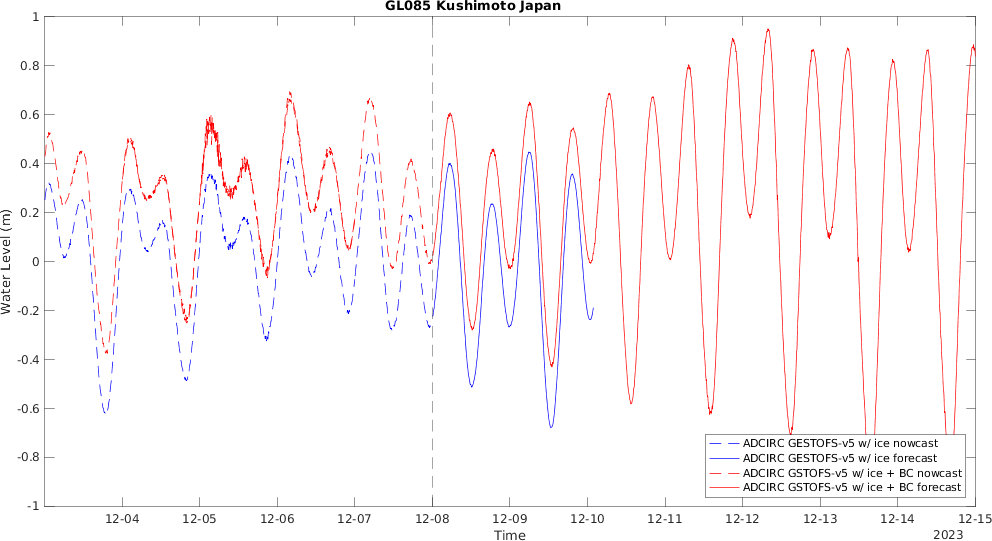 GL085 Kushimoto Japan
1
0.8
0.6
0.4
0.2
0
-0.2
-0.4
-0.6
-0.8
-1
Water Level (m)
ADCIRC GESTOFS-v5 w/ ice nowcast
ADCIRC GESTOFS-v5 w/ ice forecast
ADCIRC GSTOFS-v5 w/ ice + BC nowcast
ADCIRC GSTOFS-v5 w/ ice + BC forecast
12-04 12-05 12-06 12-07 12-08 12-09 12-10 12-11 12-12 12-13 12-14 12-15
Time
2023